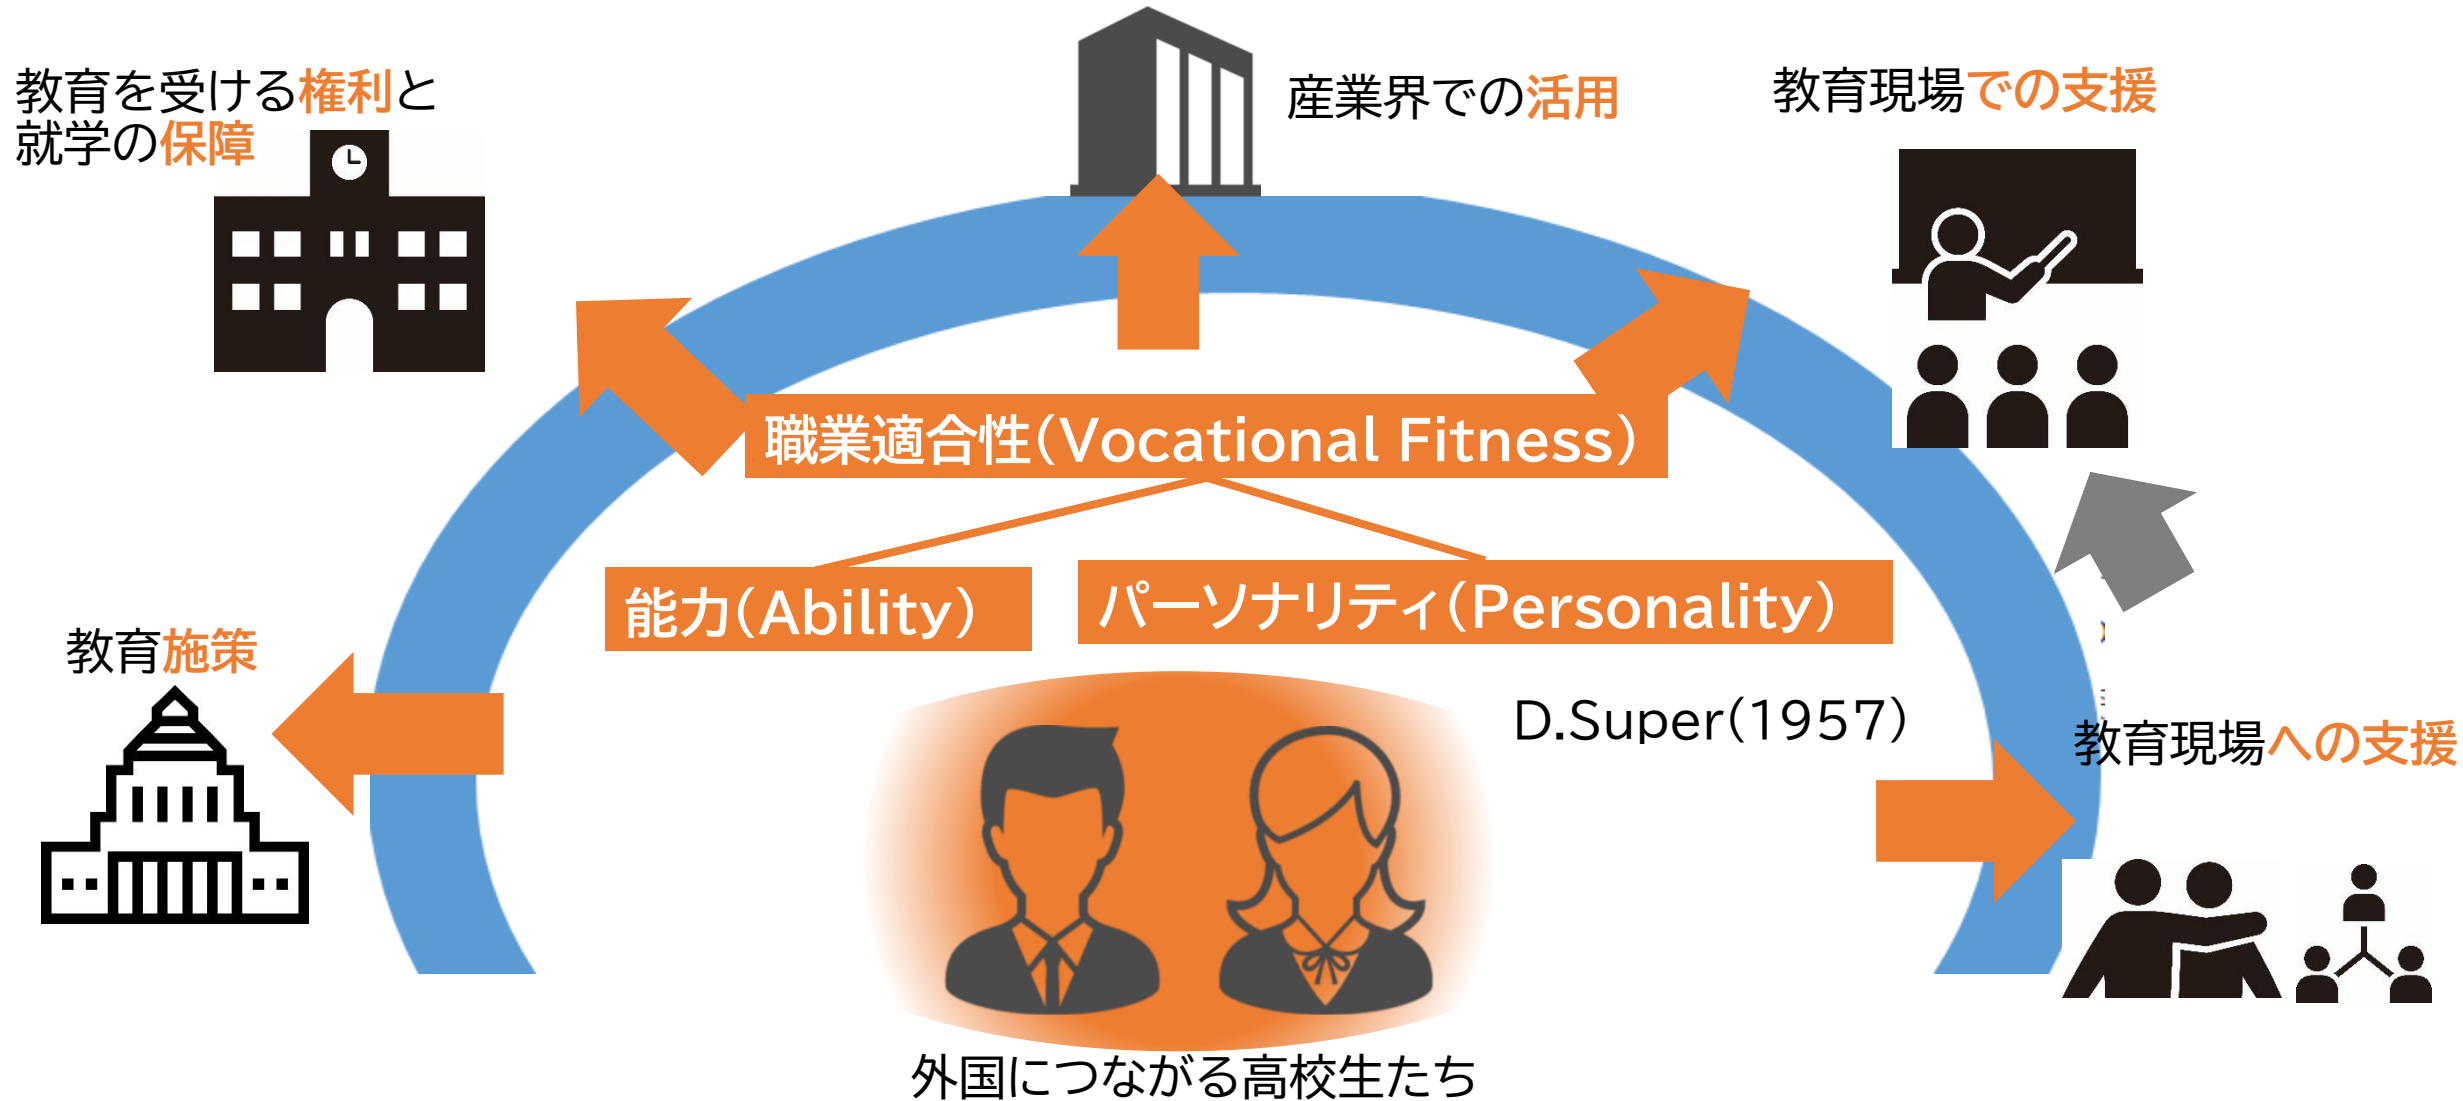 教育を受ける権利と
就学の保障
産業界での活用
教育現場での支援
職業適合性(Vocational Fitness)
能力(Ability)
パーソナリティ(Personality)
教育施策
D.Super(1957)
教育現場への支援
外国につながる高校生たち